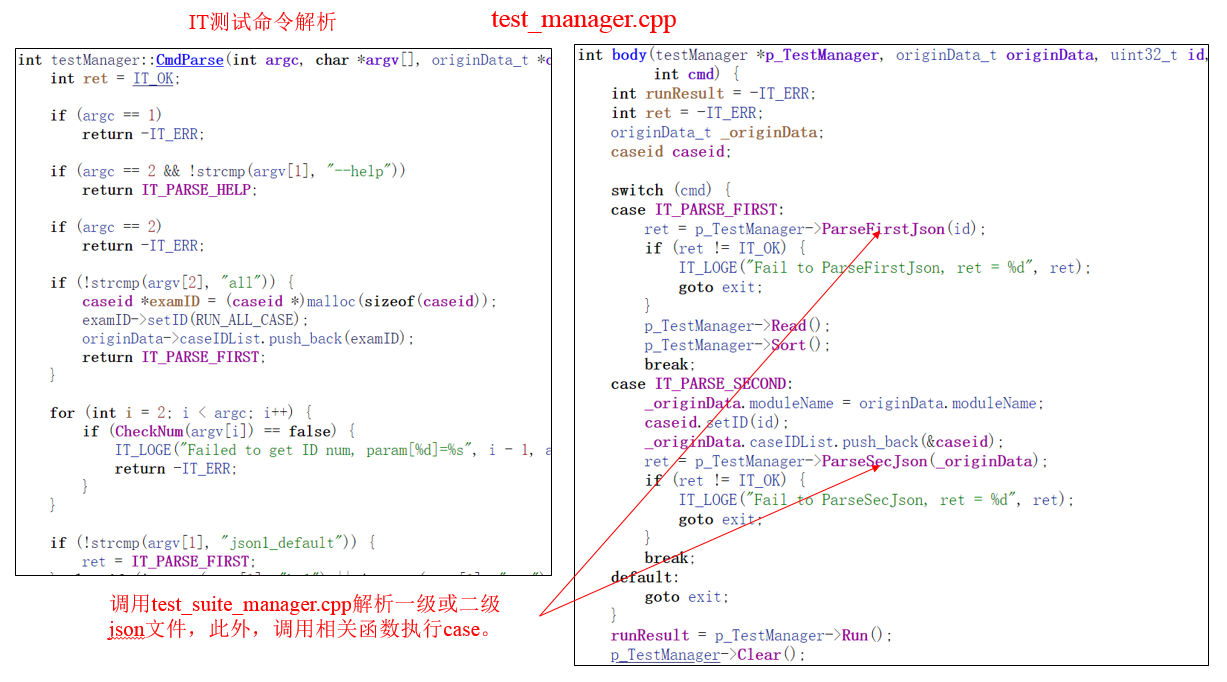 IT测试命令解析
test_manager.cpp
int testManager::CmdParse(int argc, char *argv[], originData_t *
    int ret = IT_OK;
    if (argc == 1)
        return -IT_ERR;
    if (argc == 2 && !strcmp(argv[1], "--help"))
        return IT_PARSE_HELP;
    if (argc == 2)
        return -IT_ERR;
    if (!strcmp(argv[2], "all")) {
        caseid *examID = (caseid *)malloc(sizeof(caseid));
        examID->setID(RUN_ALL_CASE);
        originData->caseIDList.push_back(examID);
        return IT_PARSE_FIRST;
    }
    for (int i = 2; i < argc; i++) {
        if (CheckNum(argv[i]) == false) {
            IT_LOGE("Failed to get ID num, param[%d]=%s", i - 1, a
            return -IT_ERR;
        }
    }
    if (!strcmp(argv[1], "json1_default")) {
        ret = IT_PARSE_FIRST;
调用test_suite_manager.cpp解析一级或二级
json文件，此外，调用相关函数执行case。
int body(testManager *p_TestManager, originData_t originData, uint32_t id,
         int cmd) {
    int runResult = -IT_ERR;
    int ret = -IT_ERR;
    originData_t _originData;
    caseid caseid;
    switch (cmd) {
    case IT_PARSE_FIRST:
        ret = p_TestManager->ParseFirstJson(id);
        if (ret != IT_OK) {
            IT_LOGE("Fail to ParseFirstJson, ret = %d", ret);
            goto exit;
        }
        p_TestManager->Read();
        p_TestManager->Sort();
        break;
    case IT_PARSE_SECOND:
        _originData.moduleName = originData.moduleName;
        caseid.setID(id);
        _originData.caseIDList.push_back(&caseid);
        ret = p_TestManager->ParseSecJson(_originData);
        if (ret != IT_OK) {
            IT_LOGE("Fail to ParseSecJson, ret = %d", ret);
            goto exit;
        }
        break;
    default:
        goto exit;
    }
    runResult = p_TestManager->Run();
    p_TestManager->Clear();